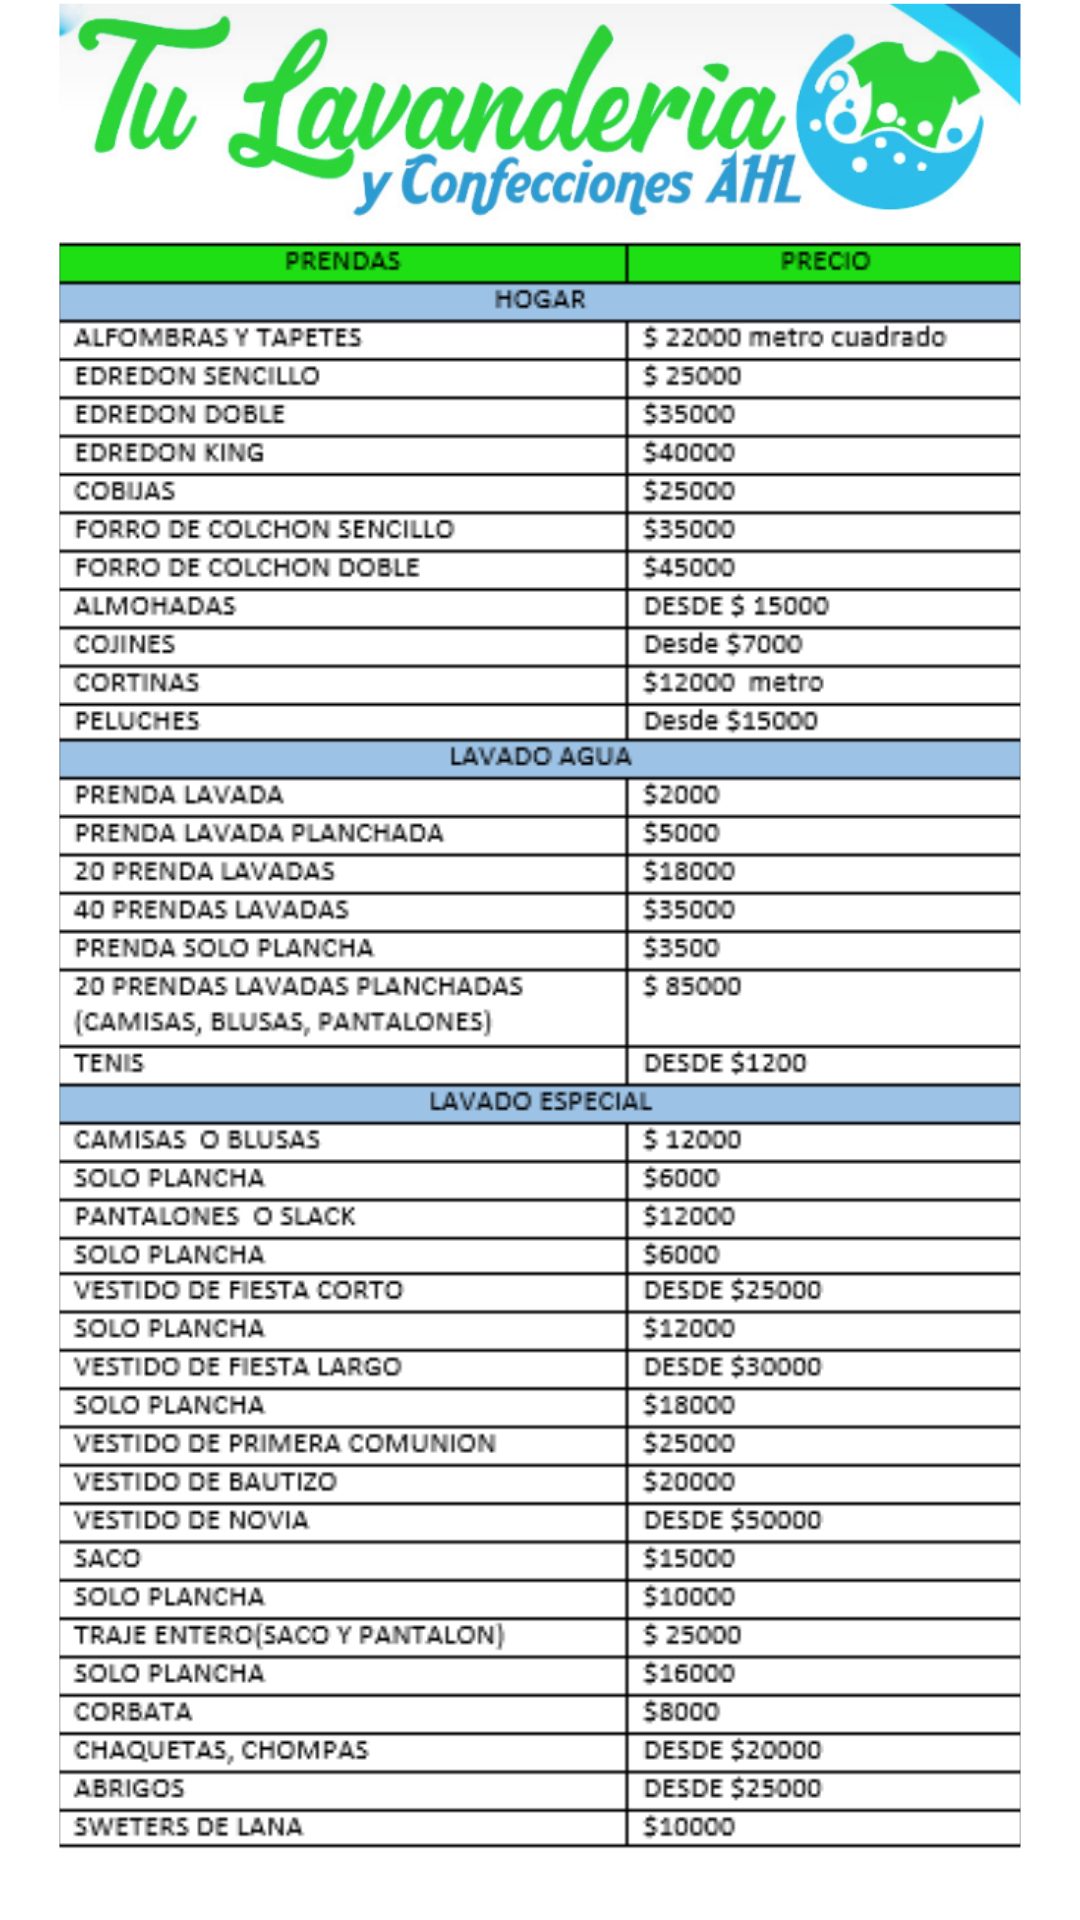 Tu Lavanderia
y Confecciones AHL
PRENDAS PRECIO
HOGAR
ALFOMBRAS Y TAPETES $ 22000 metro cuadrado
EDREDON SENCILLO $ 25000
EDREDON DOBLE $35000
EDREDON KING $40000
COBIJAS $25000
FORRO DE COLCHON SENCILLO $35000
FORRO DE COLCHON DOBLE $45000
ALMOHADAS DESDE $ 15000
COJINES Desde $7000
CORTINAS $12000 metro
PELUCHES Desde $15000
LAVADO AGUA
PRENDA LAVADA $2000
PRENDA LAVADA PLANCHADA $5000
20 PRENDA LAVADAS $18000
40 PRENDAS LAVADAS $35000
PRENDA SOLO PLANCHA $3500
20 PRENDAS LAVADAS PLANCHADAS $ 85000
(CAMISAS, BLUSAS, PANTALONES)
TENIS DESDE $1200
LAVADO ESPECIAL
CAMISAS O BLUSAS $ 12000
SOLO PLANCHA $6000
PANTALONES O SLACK $12000
SOLO PLANCHA $6000
VESTIDO DE FIESTA CORTO DESDE $25000
SOLO PLANCHA $12000
VESTIDO DE FIESTA LARGO DESDE $30000
SOLO PLANCHA $18000
VESTIDO DE PRIMERA COMUNION $25000
VESTIDO DE BAUTIZO $20000
VESTIDO DE NOVIA DESDE $50000
SACO $15000
SOLO PLANCHA $10000
TRAJE ENTERO(SACO Y PANTALON) $ 25000
SOLO PLANCHA $16000
CORBATA $8000
CHAQUETAS, CHOMPAS DESDE $20000
ABRIGOS DESDE $25000
SWETERS DE LANA $10000